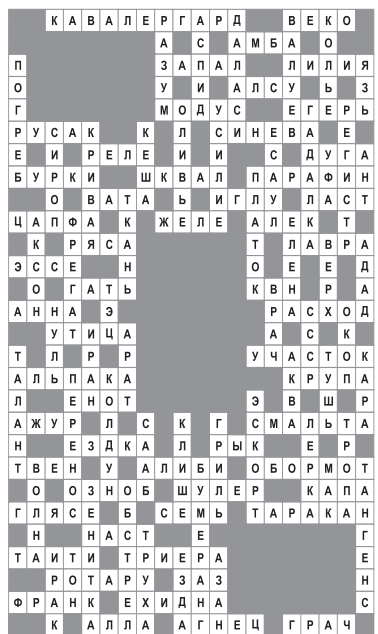 КАВАЛЕРГАРД ВЕКО
А С АМБА О
П ЗАПАЛ ЛИЛИЯ
О У И АЛСУ Ь З
Г МОДУС ЕГЕРЬ
РУСАК К Л СИНЕВА Е
Е И РЕЛЕ И И С ДУГА
БУРКИ ШКВАЛ ПАРАФИН
О ВАТА Ь ИГЛУ ЛАСТ
ЦАПФА К ЖЕЛЕ АЛЕК Т
К РЯСА Т ЛАВРА
ЭССЕ Н О Е Е Д
О ГАТЬ КВН Р А
АННА Э РАСХОД
УТИЦА А С К
Т Л Р Р УЧАСТОК
АЛЬПАКА КРУПА
Л ЕНОТ Э В Ш Р
АЖУР Л С К Г СМАЛЬТА
Н ЕЗДКА Л РЫК Е Р
ТВЕН У АЛИБИ ОБОРМОТ
О ОЗНОБ ШУЛЕР КАПА
ГЛЯСЕ Б СЕМЬ ТАРАКАН
Н НАСТ Е Г
ТАИТИ ТРИЕРА Е
РОТАРУ ЗАЗ Н
ФРАНК ЕХИДНА С
К АЛЛА АГНЕЦ ГРАЧ